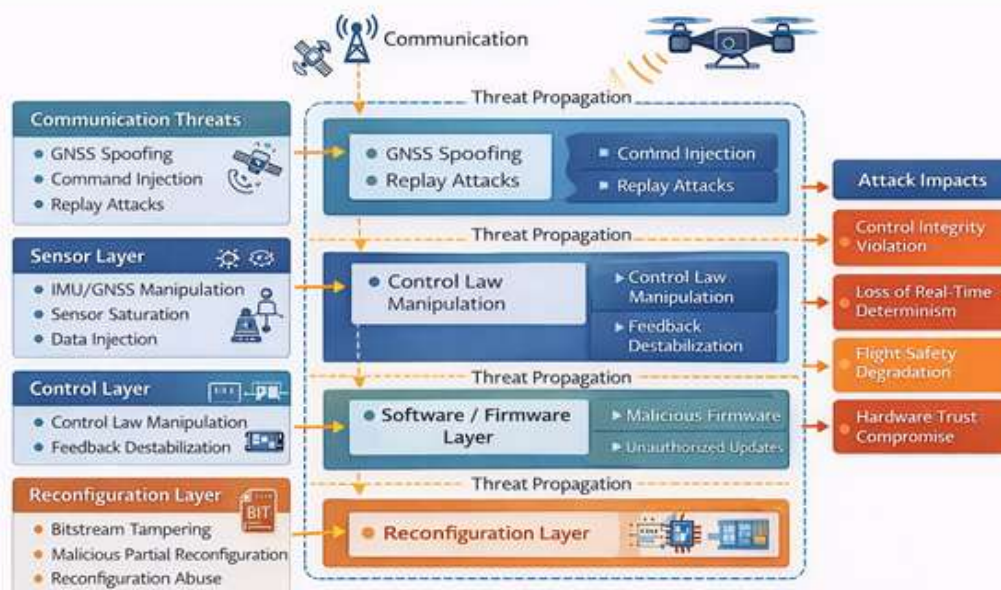 Communication
Threat Propagation
Communication Threats
GNSS Spoofing
Command Injection
Replay Attacks
GNSS Spoofing
Replay Attacks
Commd Injection
Replay Attacks
Attack Impacts
Threat Propagation
Control Integrity
Violation
Sensor Layer
IMU/GNSS Manipulation
Sensor Saturation
Data Injection
Control Law
Manipulation
Control Law
Manipulation
Feedback
Destabilization
Loss of Real-Time
Determinism
Flight Safety
Degradation
Threat Propagation
Control Layer
Control Law Manipulation
Feedback Destabilization
Software / Firmware
Layer
Malicious Firmware
Unauthorized Updates
Hardware Trust
Compromise
Threat Propagation
Reconfiguration Layer
BIT
Bitstream Tampering
Malicious Partial Reconfiguration
Reconfiguration Abuse
Reconfiguration Layer